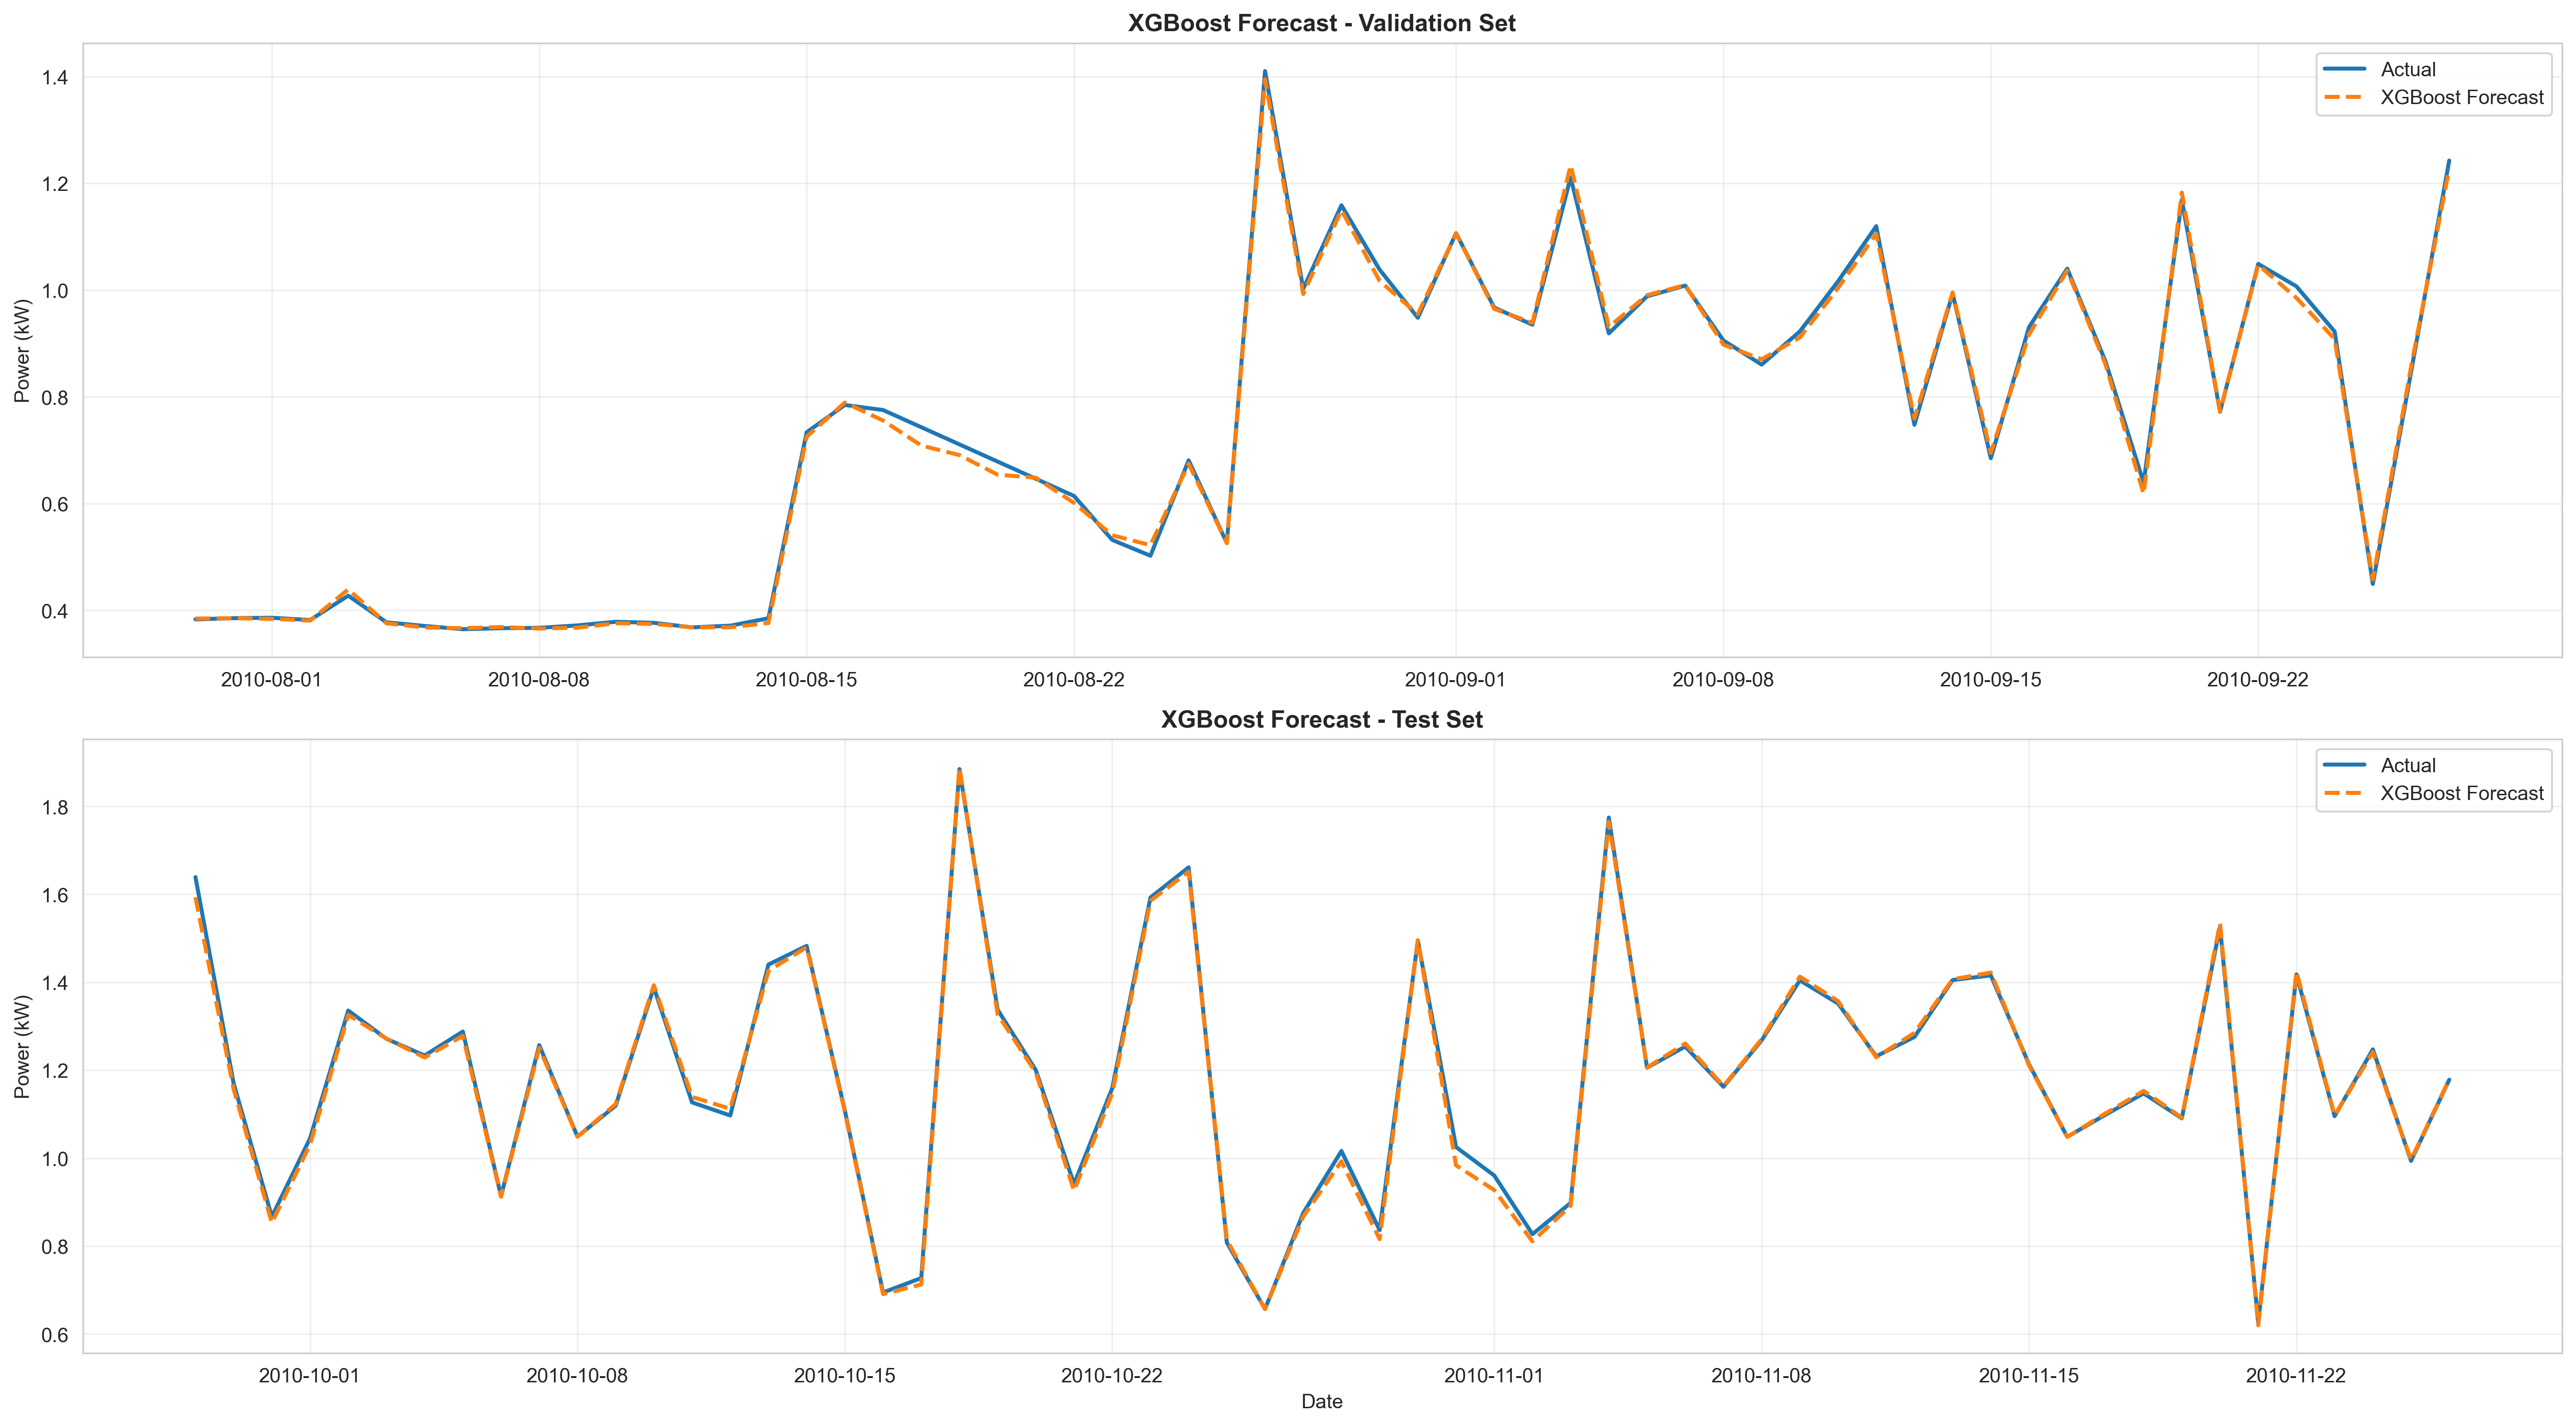 XGBoost Forecast - Validation Set
Actual
XGBoost Forecast
Power (kW)
1.4
1.2
1.0
0.8
0.6
0.4
2010-08-01 2010-08-08 2010-08-15 2010-08-22 2010-09-01 2010-09-08 2010-09-15 2010-09-22
XGBoost Forecast - Test Set
Actual
XGBoost Forecast
Power (kW)
1.8
1.6
1.4
1.2
1.0
0.8
0.6
2010-10-01 2010-10-08 2010-10-15 2010-10-22 2010-11-01 2010-11-08 2010-11-15 2010-11-22
Date